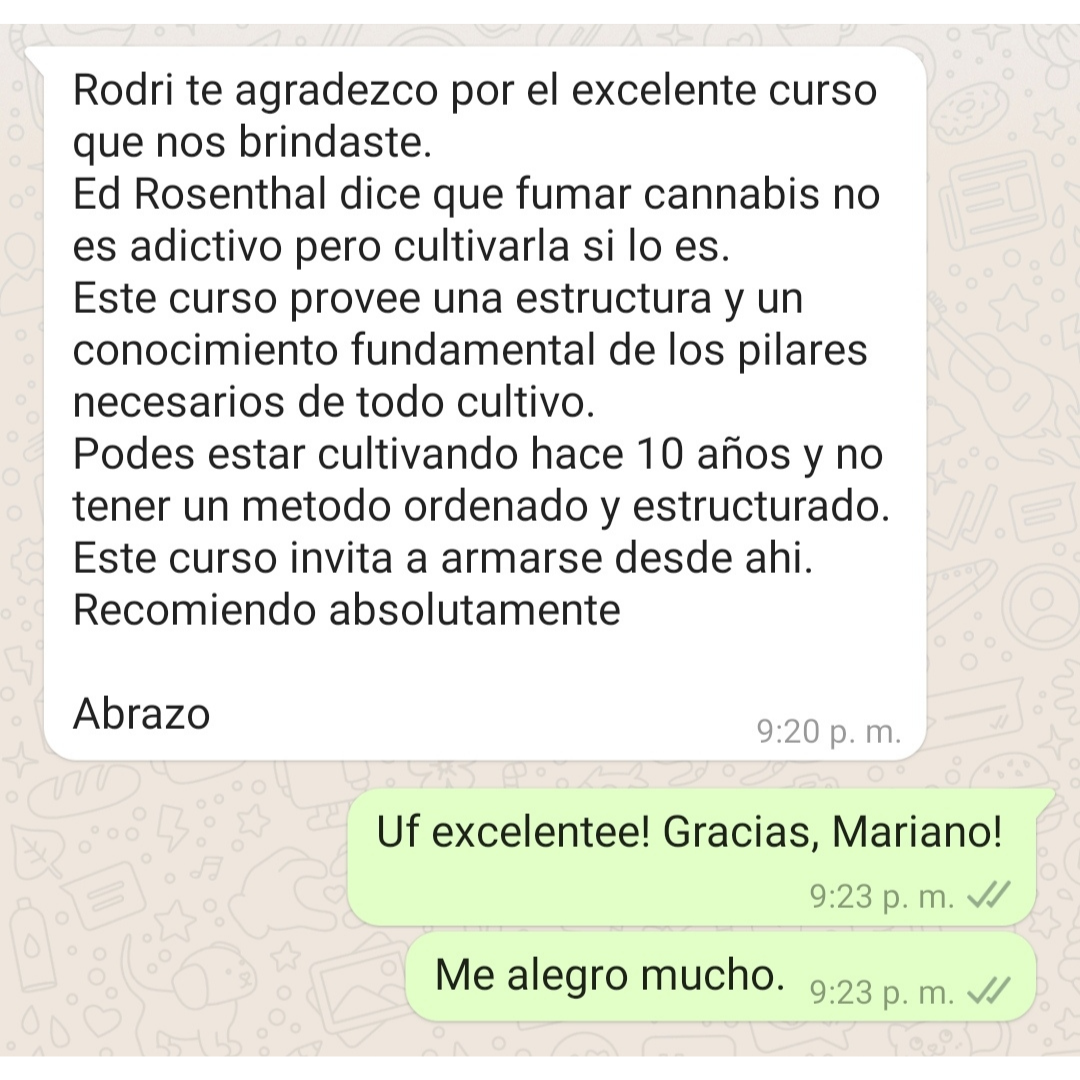 Rodri te agradezco por el excelente curso
que nos brindaste.
Ed Rosenthal dice que fumar cannabis no
es adictivo pero cultivarla si lo es.
Este curso provee una estructura y un
conocimiento fundamental de los pilares
necesarios de todo cultivo.
Podes estar cultivando hace 10 años y no
tener un metodo ordenado y estructurado.
Este curso invita a armarse desde ahi.
Recomiendo absolutamente
Abrazo
9:20 p. m.
Uf excelentee! Gracias, Mariano!
9:23 p. m.
Me alegro mucho. 9:23 p. m.